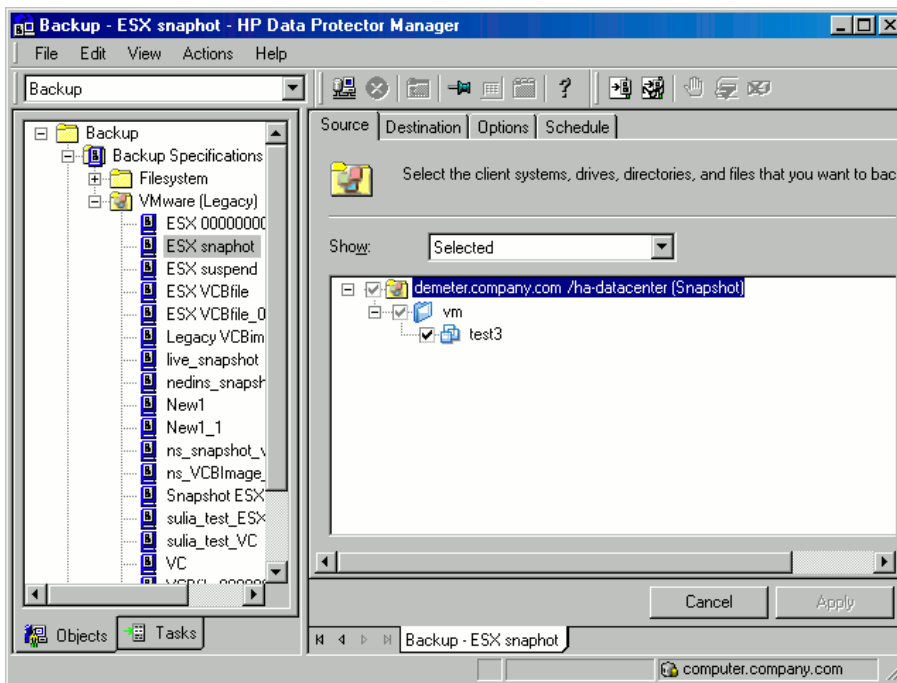 Backup - ESX snapshot - HP Data Protector Manager
File Edit View Actions Help
Backup
?
Backup
Backup Specifications
Filesystem
VMware (Legacy)
ESX 00000000
ESX snaphot
ESX suspend
ESX VCBfile
ESX VCBfile_0
Legacy VCBim
live_snapshot
nedins_snapsh
New1
New1_1
ns_snapshot_v
ns_VCBImage_
Snapshot ESX
sulia_test_ESX
sulia_test_VC
VC
Objects Tasks
Source Destination Options Schedule
Select the client systems, drives, directories, and files that you want to bac
Show: Selected
demeter.company.com /ha-datacenter (Snapshot)
vm
test3
Cancel Apply
Backup - ESX snapshot
computer.company.com